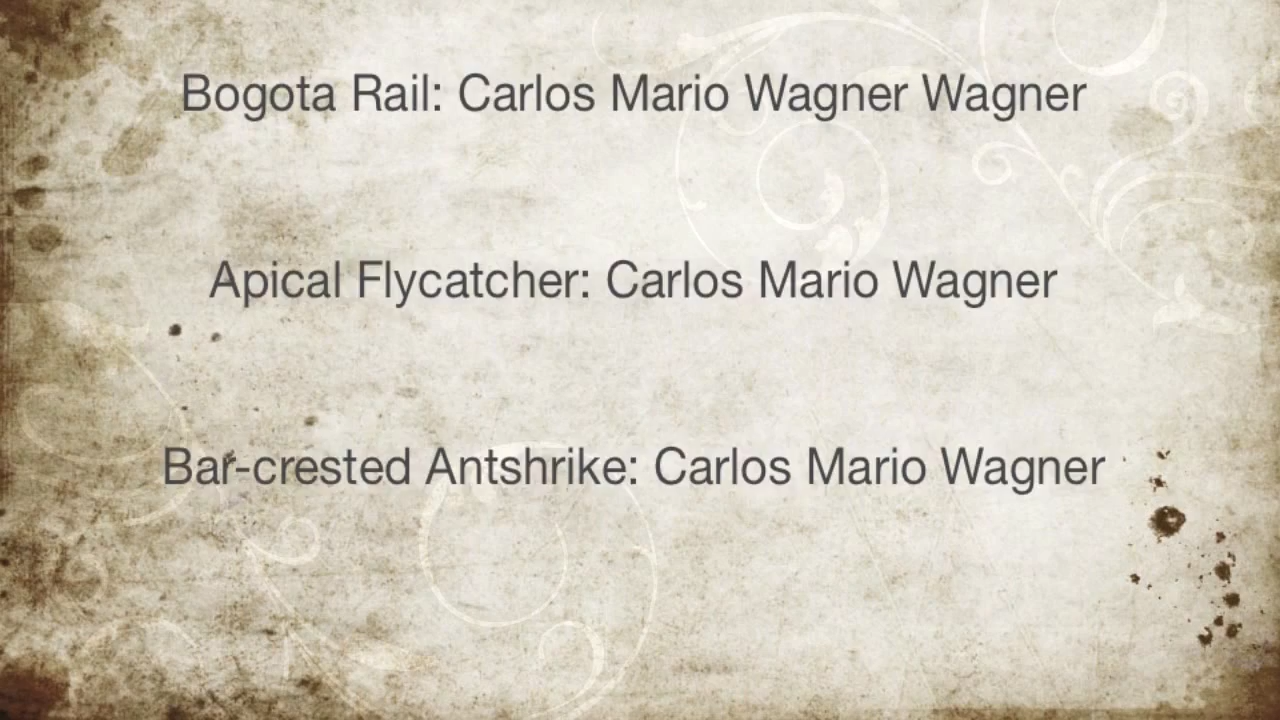 Bogota Rail: Carlos Mario Wagner Wagner
Apical Flycatcher: Carlos Mario Wagner
Bar-crested Antshrike: Carlos Mario Wagner